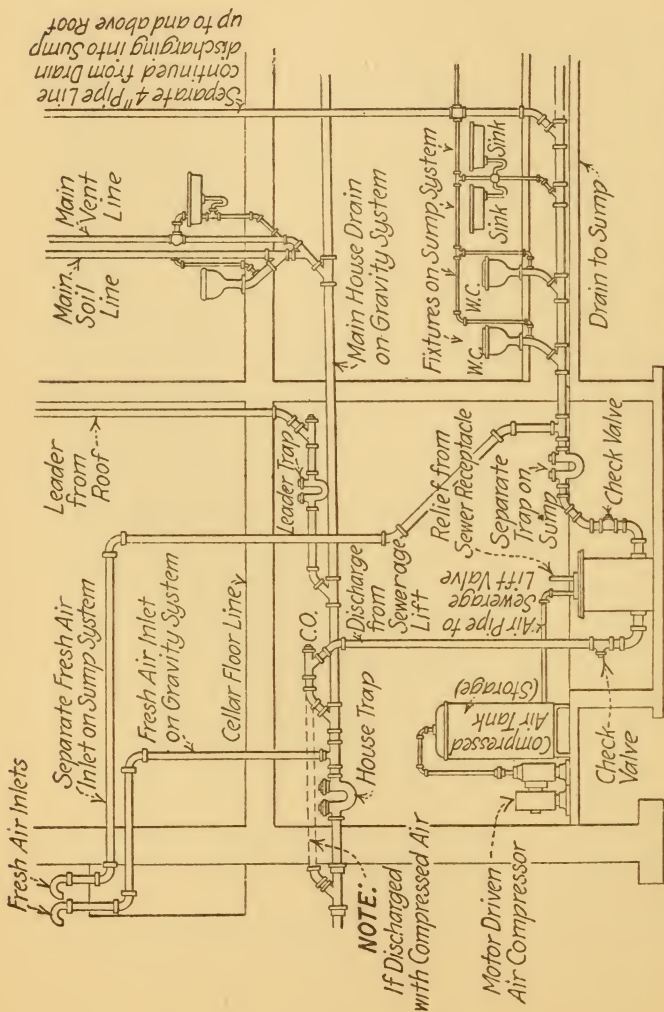 Fresh Air Inlets
Separate Fresh Air
Inlet on Sump System
Fresh Air Inlet
on Gravity System
Cellar Floor Line
Leader
from
Roof
Main
Soil
Line
Main
Vent
Line
Separate 4" Pipe Line
continued from Drain
discharging into Sump
up to and above Roof
NOTE:
If Discharged
with Compressed Air
House Trap
C.O.
Discharge
from
Sewerage
Lift
Leader Trap
Main House Drain
on Gravity System
Motor Driven
Air Compressor
Compressed
Air Tank
(Storage)
Check
Valve
Air Pipe to
Sewerage
Lift Valve
Relief from
Sewer Receptacle
Separate
Trap on
Sump
Check Valve
Fixtures on Sump System
W.C.
W.C.
Sink
Sink
Drain to Sump